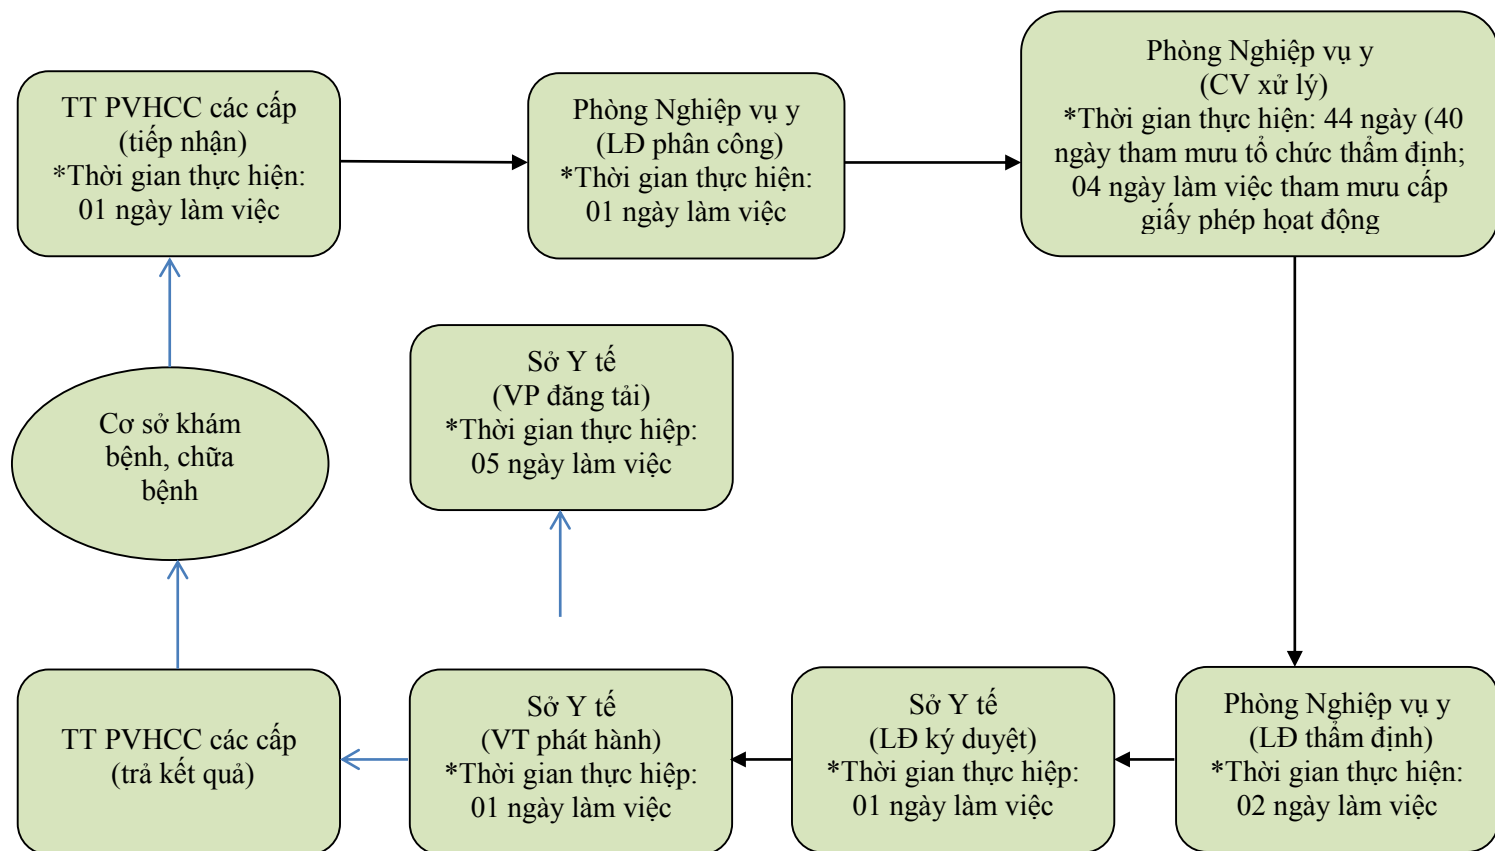 TT PVHCC các cấp
(tiếp nhận)
*Thời gian thực hiện:
01 ngày làm việc
Phòng Nghiệp vụ y
(LĐ phân công)
*Thời gian thực hiện:
01 ngày làm việc
Phòng Nghiệp vụ y
(CV xử lý)
*Thời gian thực hiện: 44 ngày (40
ngày tham mưu tổ chức thẩm định;
04 ngày làm việc tham mưu cấp
giấy phép họat động
Sở Y tế
(VP đăng tải)
*Thời gian thực hiệp:
05 ngày làm việc
Cơ sở khám
bệnh, chữa
bệnh
TT PVHCC các cấp
(trả kết quả)
Sở Y tế
(VT phát hành)
*Thời gian thực hiệp:
01 ngày làm việc
Sở Y tế
(LĐ ký duyệt)
*Thời gian thực hiệp:
01 ngày làm việc
Phòng Nghiệp vụ y
(LĐ thẩm định)
*Thời gian thực hiện:
02 ngày làm việc